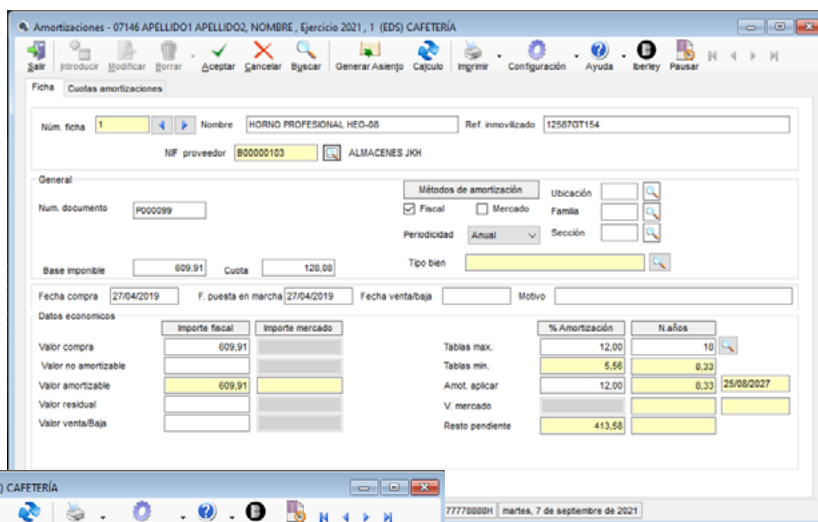 Amortizaciones - 07146 APELLIDO1 APELLIDO2, NOMBRE , Ejercicio 2021 , 1 (EDS) CAFETERÍA
Salir Introducir Modificar Borrar Aceptar Cancelar Buscar Generar Asiento Calculo Imprimir Configuración Ayuda Iberley Pausar
Ficha Cuotas amortizaciones
Núm. ficha 1 Nombre HORNO PROFESIONAL HEO-08 Ref. inmovilizado 12587GT154
NIF proveedor B00000103 ALMACENES JKH
General
Métodos de amortización Ubicación
Num. documento P000099 Fiscal Mercado Familia
Periodicidad Anual Sección
Base imponible 609,91 Cuota 128,08 Tipo bien
Fecha compra 27/04/2019 F. puesta en marcha 27/04/2019 Fecha venta/baja Motivo
Datos economicos
Importe fiscal Importe mercado % Amortización N.años
Valor compra 609,91 Tablas max. 12,00 18
Valor no amortizable Tablas min. 5,56 8,33
Valor amortizable 609,91 Amot. aplicar 12,00 8,33 25/08/2027
Valor residual V. mercado
Valor venta/Baja Resto pendiente 413,58
) CAFETERÍA
77778888H martes, 7 de septiembre de 2021